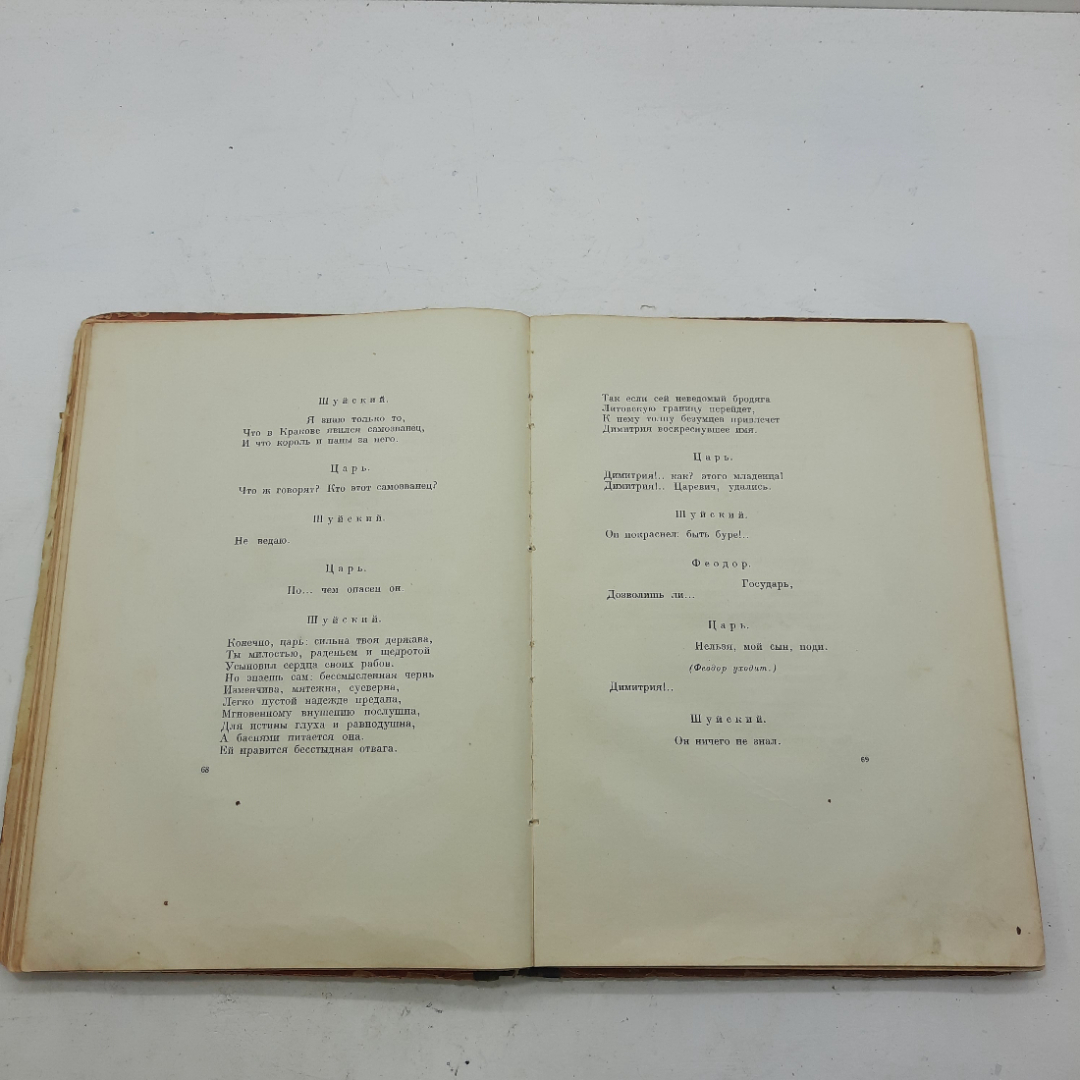 Шуйский.
Я знаю только то,
Что в Кракове явился самозванец,
И что король и паны за него.
Царь.
Что ж говорят? Кто этот самозванец?
Шуйский.
Не ведаю.
Царь.
Но... чем опасен он
Шуйский.
Конечно, царь: сильна твоя держава,
Ты милостью, раденьем и щедротой
Усыновил сердца своих рабов.
Но знаешь сам: бессмысленная чернь
Изменчива, мятежна, суеверна,
Легко пустой надежде предана,
Мгновенному внушению послушна,
Для истины глуха и равнодушна,
А баснями питается она.
Ей нравится бесстыдная отвага.
68
Так если сей неведомый бродяга
Литовскую границу перейдет,
К нему толпу безумцев привлечет
Димитрия воскреснувшее имя.
Царь.
Димитрия!.. как? этого младенца!
Димитрия!.. Царевич, удались.
Шуйский.
Он покраснел: быть буре!..
Феодор.
Государь,
Дозволишь ли...
Царь.
Нельзя, мой сын, поди.
(Феодор уходит.)
Димитрия!..
Шуйский.
Он ничего не знал.
69